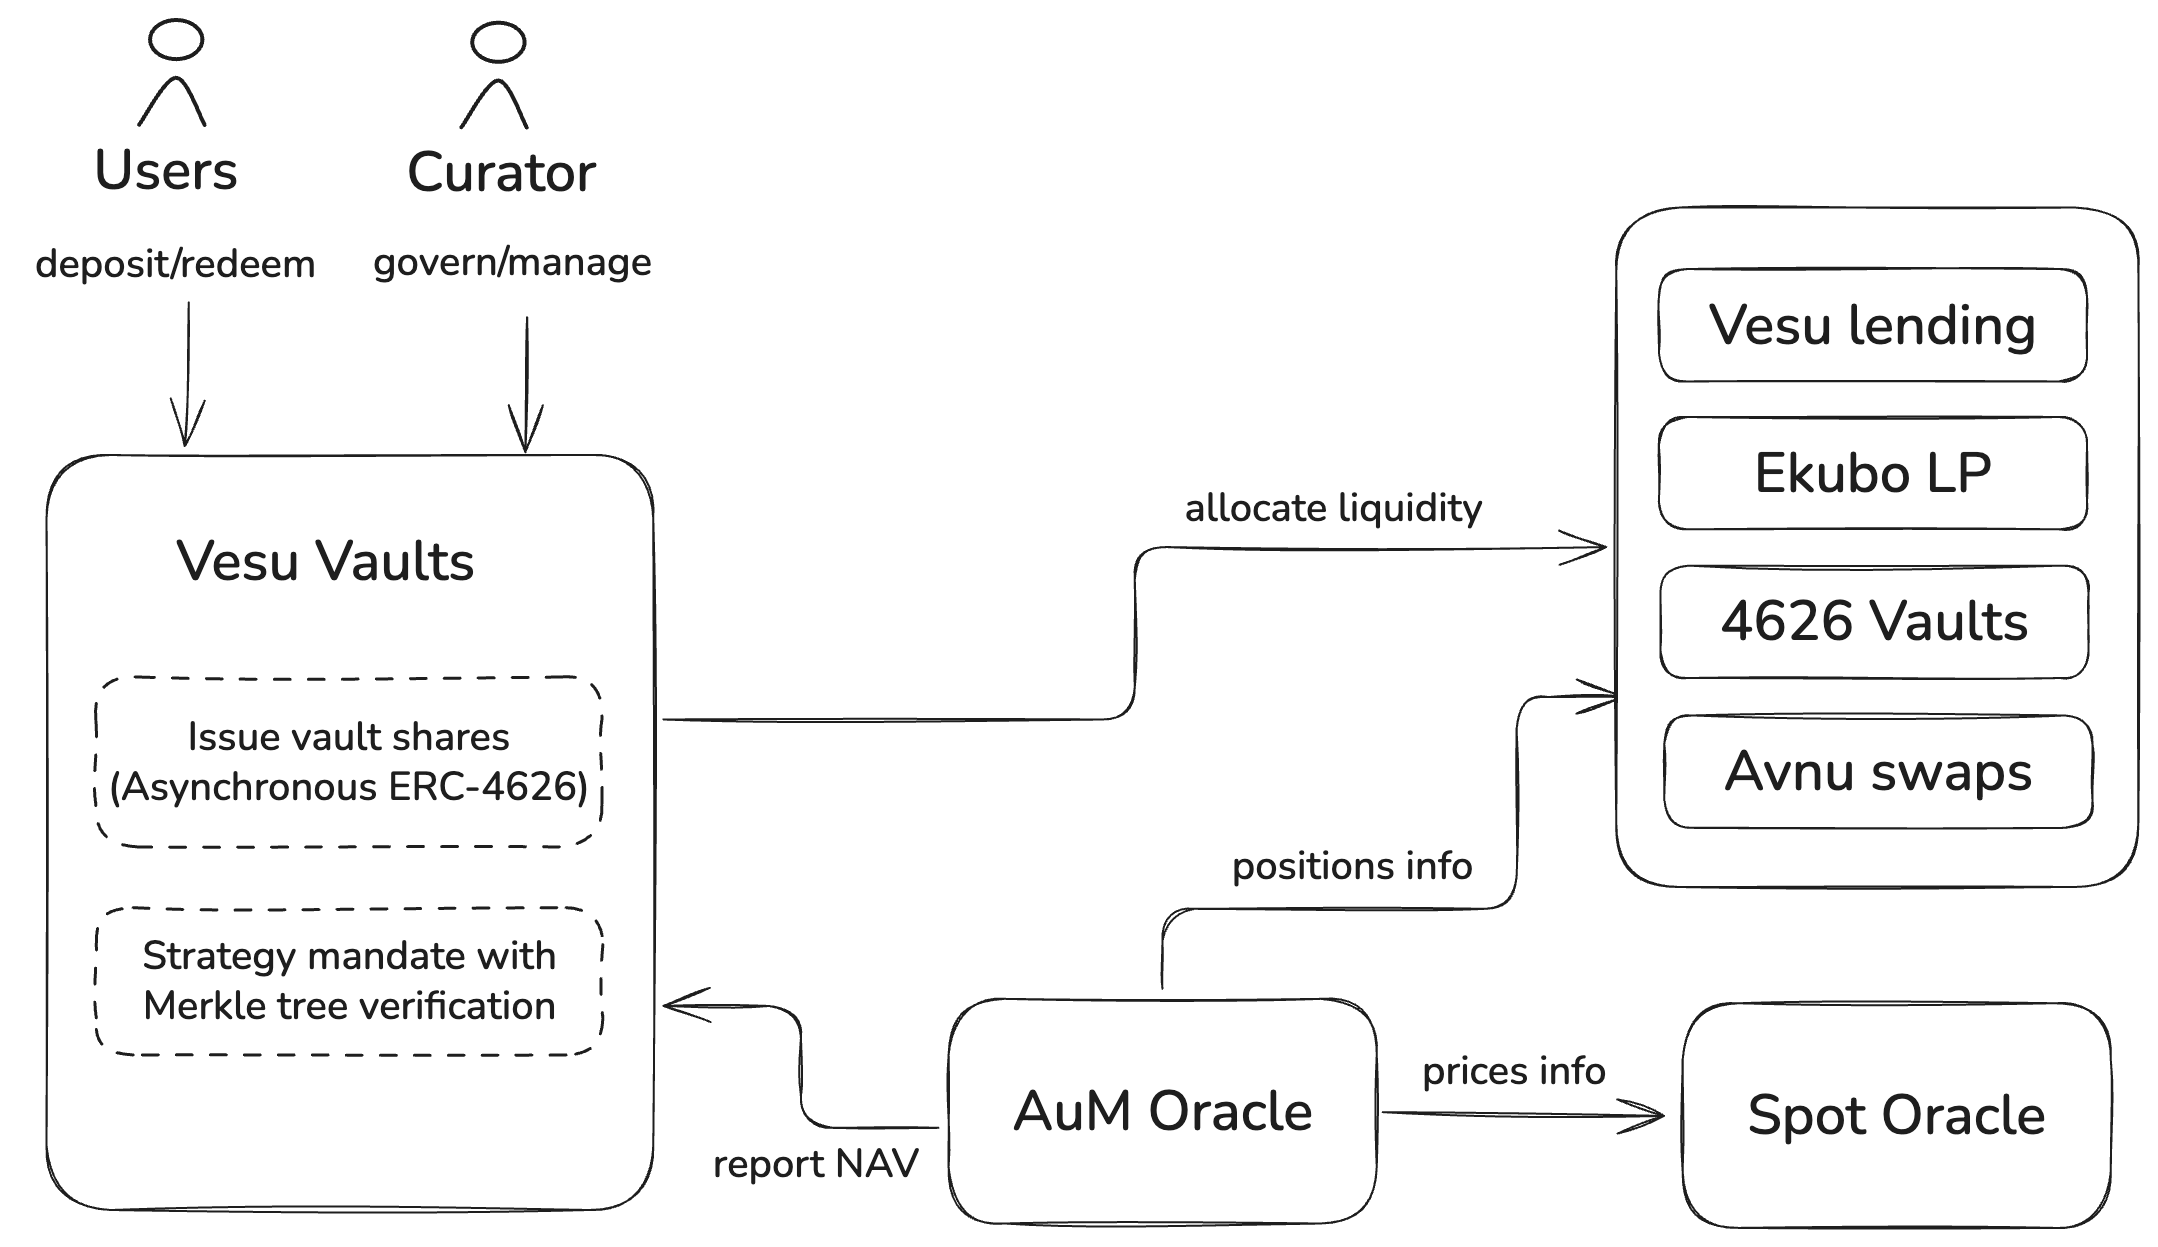 Users
Curator
deposit/redeem
govern/manage
Vesu Vaults
Issue vault shares
(Asynchronous ERC-4626)
Strategy mandate with
Merkle tree verification
allocate liquidity
positions info
report NAV
AuM Oracle
prices info
Spot Oracle
Vesu lending
Ekubo LP
4626 Vaults
Avnu swaps